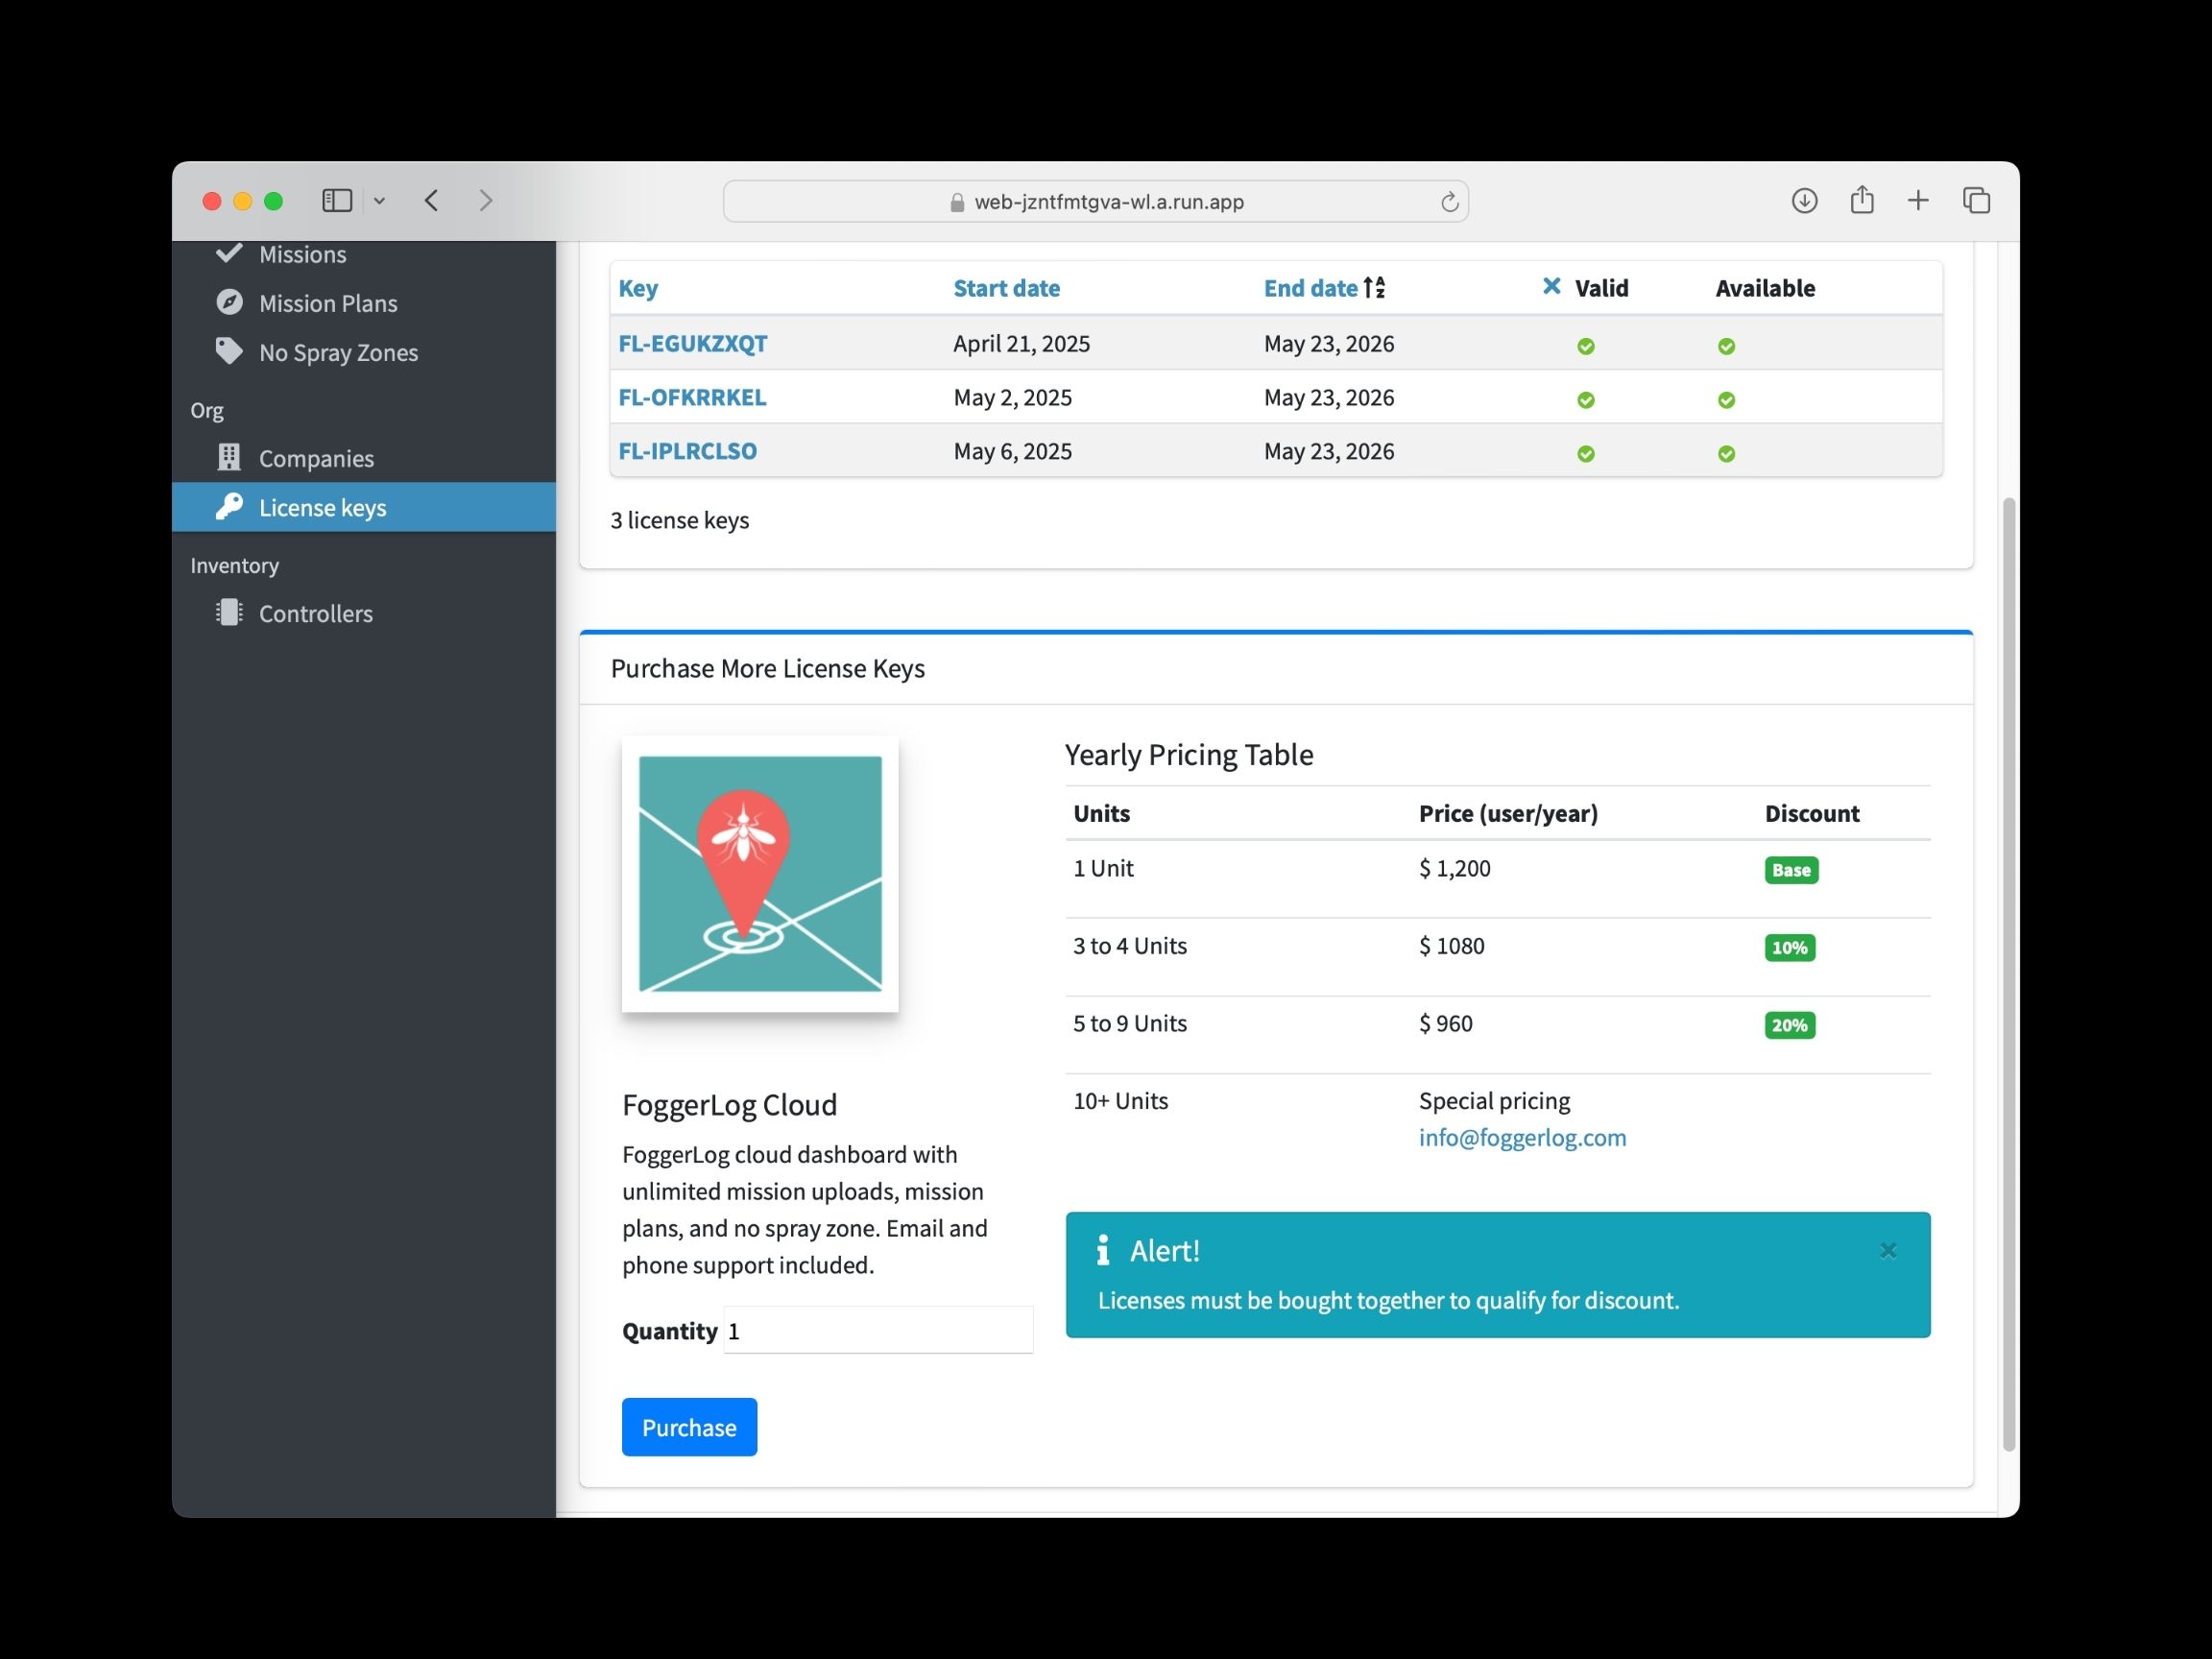 web-jzntfmtgva-wl.a.run.app
Missions
Mission Plans
No Spray Zones
Org
Companies
License keys
Inventory
Controllers
Key Start date End date Valid Available
FL-EGUKZXQT April 21, 2025 May 23, 2026
FL-OFKRRKEL May 2, 2025 May 23, 2026
FL-IPLRCLSO May 6, 2025 May 23, 2026
3 license keys
Purchase More License Keys
FoggerLog Cloud
FoggerLog cloud dashboard with
unlimited mission uploads, mission
plans, and no spray zone. Email and
phone support included.
Quantity 1
Purchase
Yearly Pricing Table
Units Price (user/year) Discount
1 Unit $ 1,200 Base
3 to 4 Units $ 1080 10%
5 to 9 Units $ 960 20%
10+ Units Special pricing
info@foggerlog.com
Alert!
Licenses must be bought together to qualify for discount.